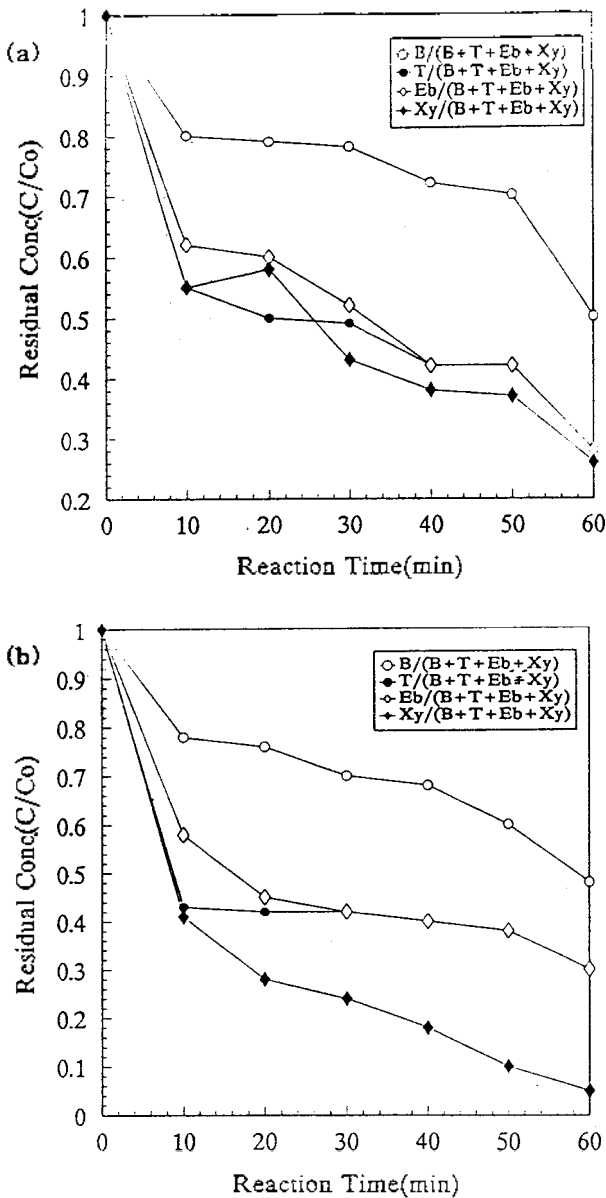 (a)
1
0.9
0.8
0.7
0.6
0.5
0.4
0.3
0.2
Residual Conc.(C/Co)
B/(B+T+Eb+Xy)
T/(B+T+Eb+Xy)
Eb/(B+T+Eb+Xy)
Xy/(B+T+Eb+Xy)
0 10 20 30 40 50 60
Reaction Time(min)
(b)
1
0.9
0.8
0.7
0.6
0.5
0.4
0.3
0.2
0.1
0
Residual Conc.(C/Co)
B/(B+T+Eb+Xy)
T/(B+T+Eb+Xy)
Eb/(B+T+Eb+Xy)
Xy/(B+T+Eb+Xy)
0 10 20 30 40 50 60
Reaction Time(min)